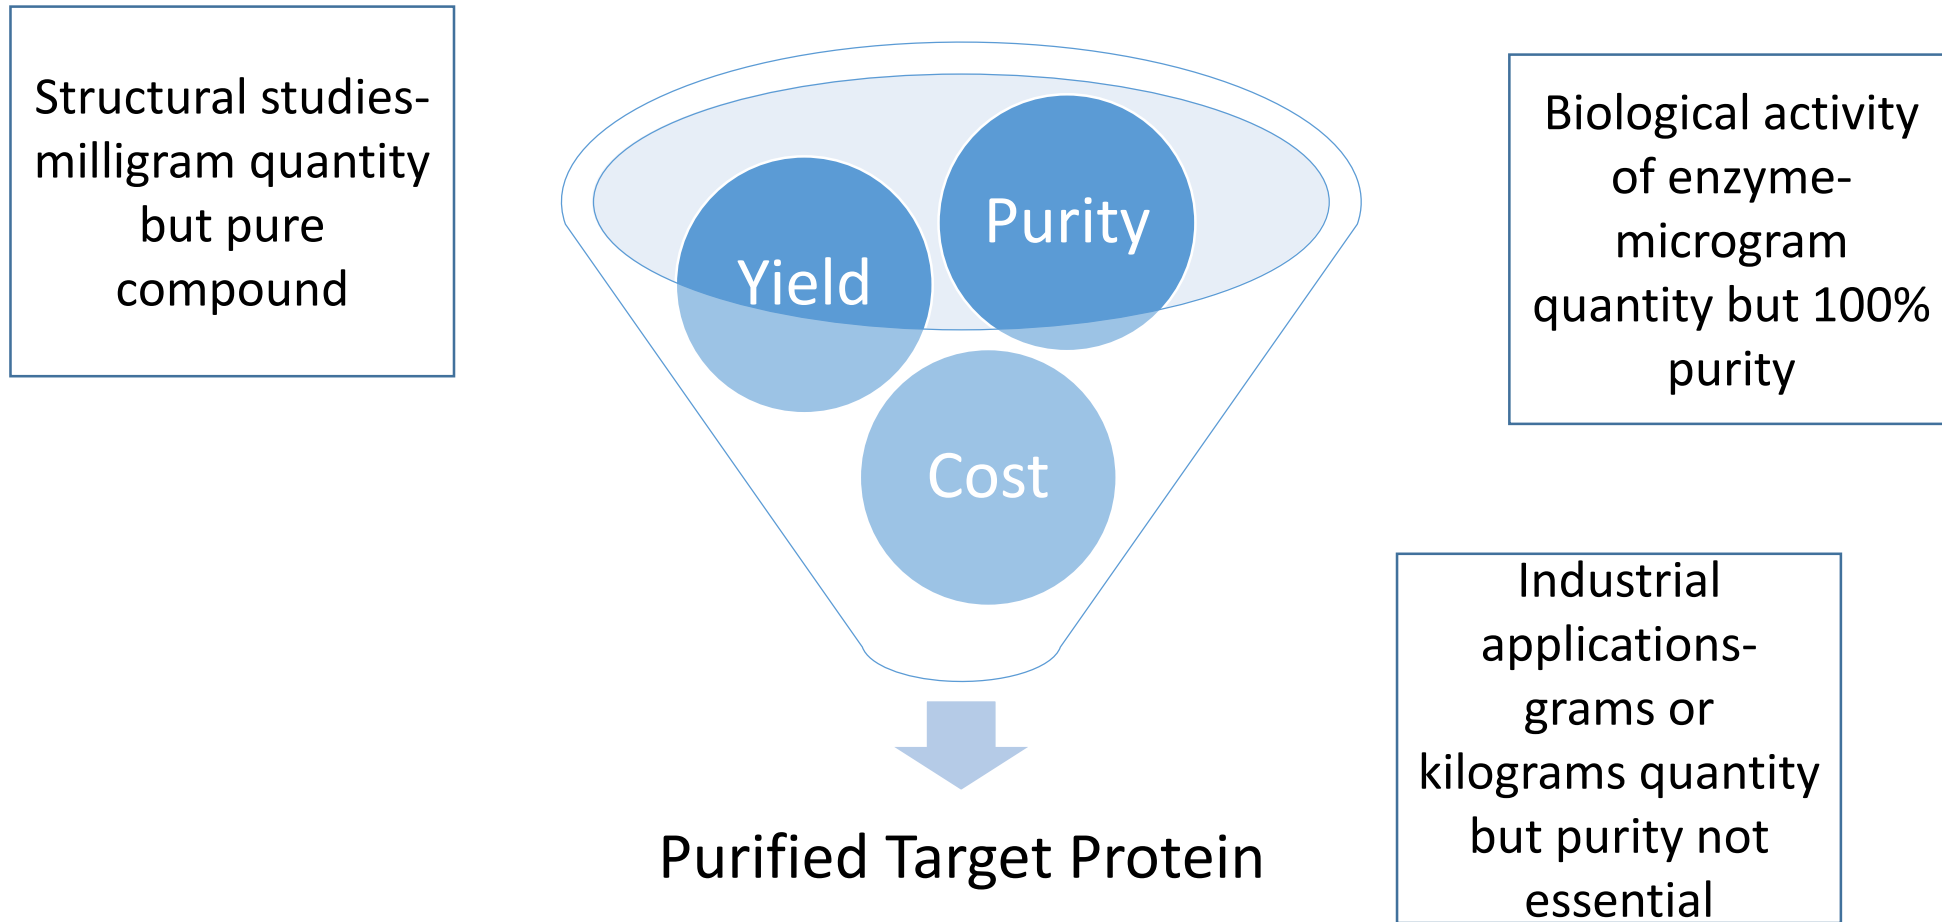 Structural studies-
milligram quantity
but pure
compound
Purity
Yield
Cost
Purified Target Protein
Biological activity
of enzyme-
microgram
quantity but 100%
purity
Industrial
applications-
grams or
kilograms quantity
but purity not
essential